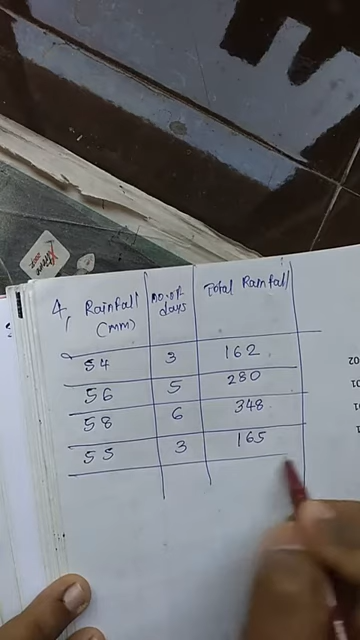 4, Rainfall (MM) No. of days Total Rainfall
54 3 162
56 5 280
58 6 348
55 3 165